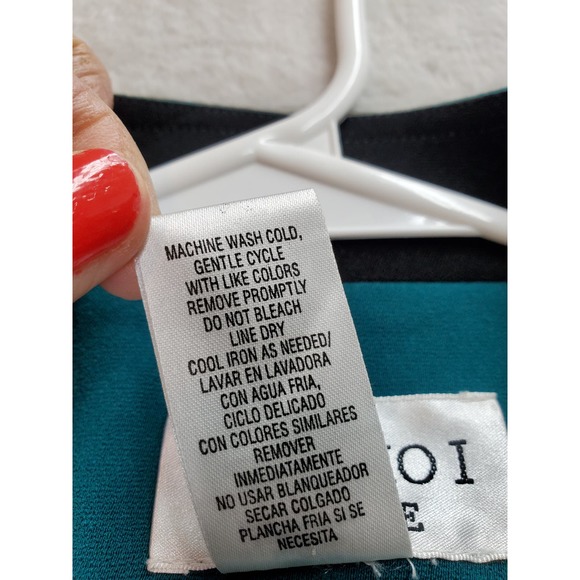 MACHINE WASH COLD,
GENTLE CYCLE
WITH LIKE COLORS
REMOVE PROMPTLY
DO NOT BLEACH
LINE DRY
COOL IRON AS NEEDED/
LAVAR EN LAVADORA
CON AGUA FRIA,
CICLO DELICADO
CON COLORES SIMILARES
REMOVER
INMEDIATAMENTE
NO USAR BLANQUEADOR
SECAR COLGADO
PLANCHA FRIA SI SE
NECESITA